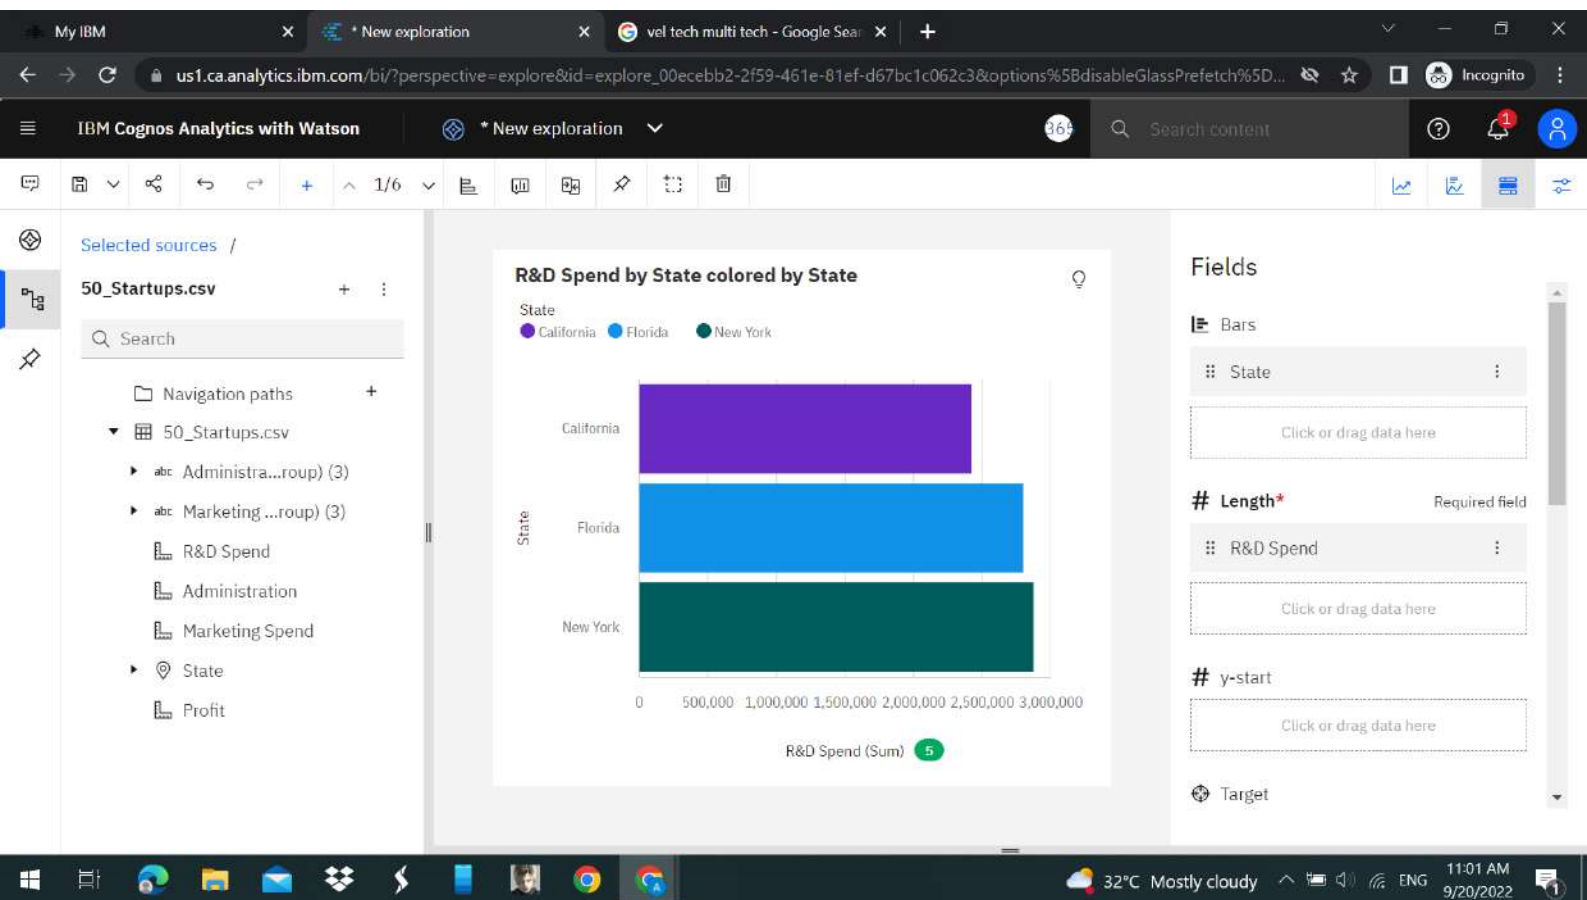 My IBM
* New exploration
vel tech multi tech - Google Sear
us1.ca.analytics.ibm.com/bi/?perspective=explore&id=explore_00ecebb2-2f59-461e-81ef-d67bc1c062c3&options%5BdisableGlassPrefetch%5D...
Incognito
IBM Cognos Analytics with Watson
* New exploration
365
Search content
1
1/6
Selected sources /
50_Startups.csv
Search
Navigation paths
50_Startups.csv
abc Administra...roup) (3)
abc Marketing ...roup) (3)
R&D Spend
Administration
Marketing Spend
State
Profit
R&D Spend by State colored by State
State
California Florida New York
California
Florida
New York
State
0 500,000 1,000,000 1,500,000 2,000,000 2,500,000 3,000,000
R&D Spend (Sum) 5
Fields
Bars
State
Click or drag data here
# Length* Required field
R&D Spend
Click or drag data here
# y-start
Click or drag data here
Target
32°C Mostly cloudy
ENG
11:01 AM
9/20/2022
1